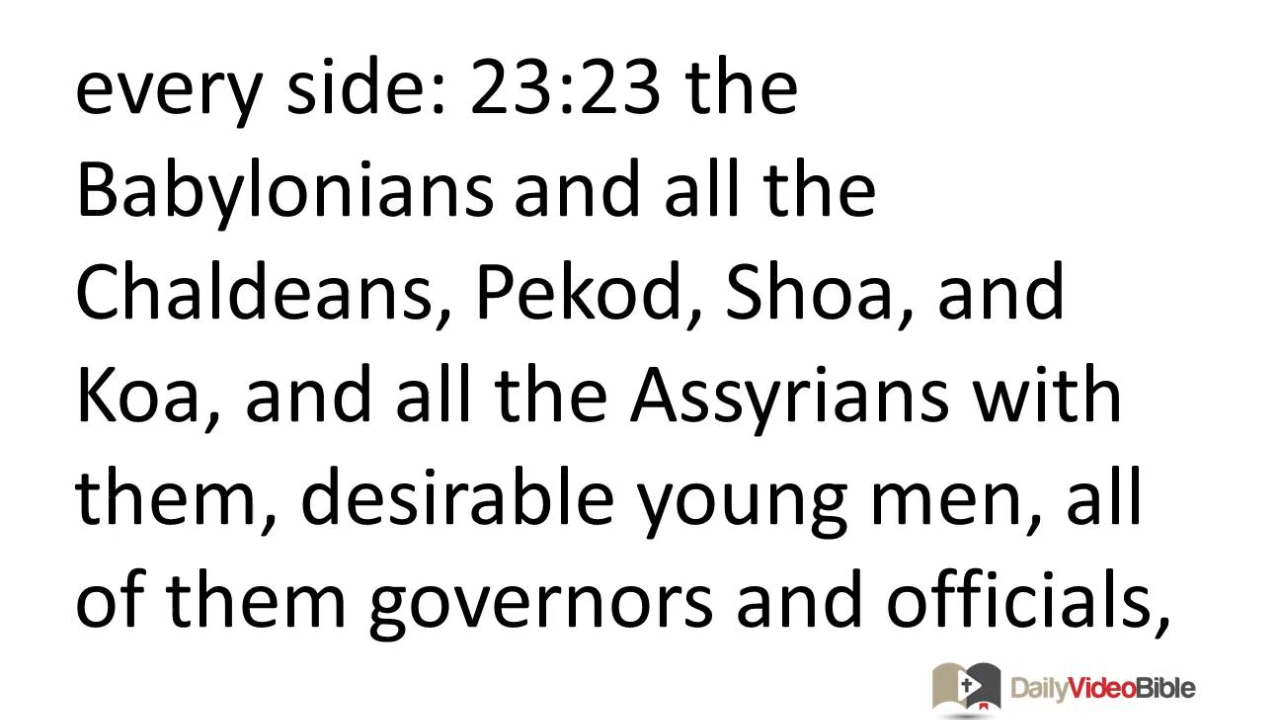 every side: 23:23 the
Babylonians and all the
Chaldeans, Pekod, Shoa, and
Koa, and all the Assyrians with
them, desirable young men, all
of them governors and officials,
DailyVideoBible